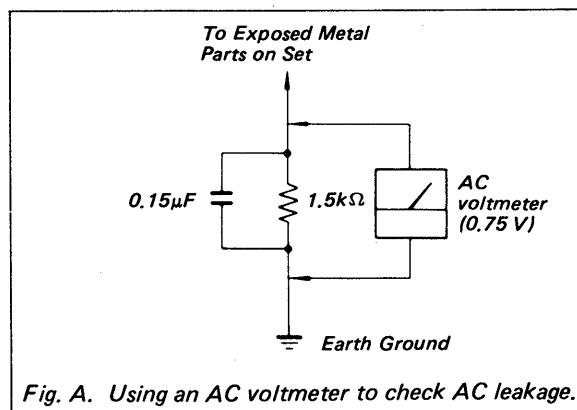 To Exposed Metal
Parts on Set
0.15µF
1.5kΩ
AC
voltmeter
(0.75 V)
Earth Ground
Fig. A. Using an AC voltmeter to check AC leakage.